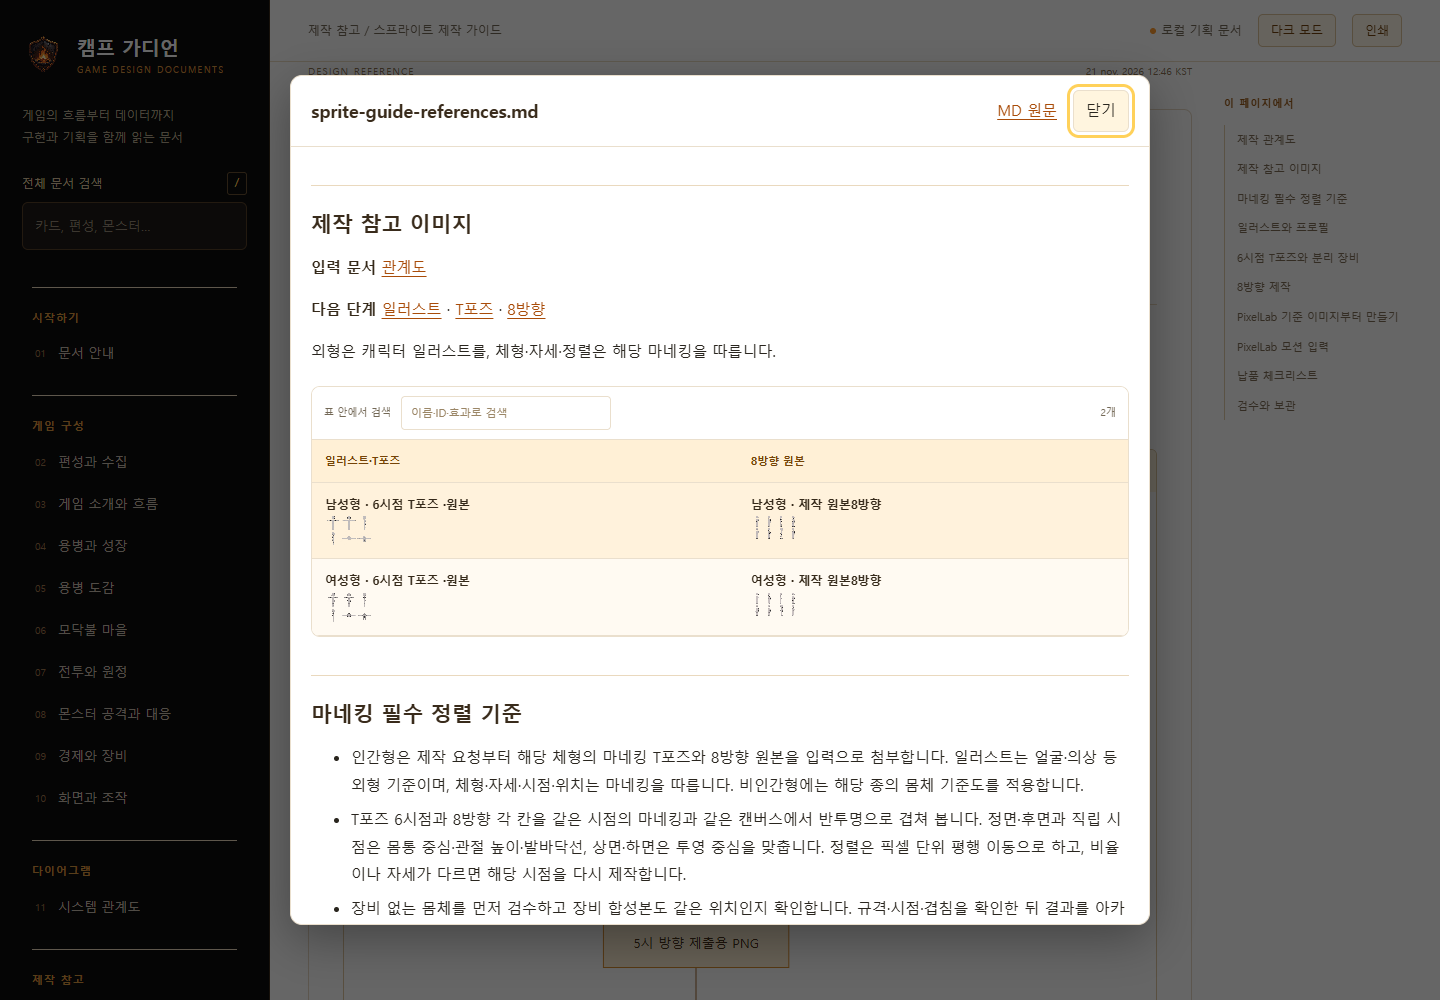 캠프 가디언
GAME DESIGN DOCUMENTS
게임의 흐름부터 데이터까지
구현과 기획을 함께 읽는 문서
전체 문서 검색
/
카드, 편성, 몬스터...
시작하기
01 문서 안내
게임 구성
02 편성과 수집
03 게임 소개와 흐름
04 용병과 성장
05 용병 도감
06 모닥불 마을
07 전투와 원정
08 몬스터 공격과 대응
09 경제와 장비
10 화면과 조작
다이어그램
11 시스템 관계도
제작 참고
제작 참고 / 스프라이트 제작 가이드
로컬 기획 문서
다크 모드
인쇄
DESIGN REFERENCE
21 nov. 2026 12:46 KST
sprite-guide-references.md
MD 원문
닫기
제작 참고 이미지
입력 문서 관계도
다음 단계 일러스트 · T포즈 · 8방향
외형은 캐릭터 일러스트를, 체형·자세·정렬은 해당 마네킹을 따릅니다.
표 안에서 검색
이름·ID·효과로 검색
2개
일러스트·T포즈
8방향 원본
남성형 · 6시점 T포즈 ·원본
남성형 · 제작 원본8방향
여성형 · 6시점 T포즈 ·원본
여성형 · 제작 원본8방향
마네킹 필수 정렬 기준
• 인간형은 제작 요청부터 해당 체형의 마네킹 T포즈와 8방향 원본을 입력으로 첨부합니다. 일러스트는 얼굴·의상 등
외형 기준이며, 체형·자세·시점·위치는 마네킹을 따릅니다. 비인간형에는 해당 종의 몸체 기준도를 적용합니다.
• T포즈 6시점과 8방향 각 칸을 같은 시점의 마네킹과 같은 캔버스에서 반투명으로 겹쳐 봅니다. 정면·후면과 직립 시
점은 몸통 중심·관절 높이·발바닥선, 상면·하면은 투영 중심을 맞춥니다. 정렬은 픽셀 단위 평행 이동으로 하고, 비율
이나 자세가 다르면 해당 시점을 다시 제작합니다.
• 장비 없는 몸체를 먼저 검수하고 장비 합성본도 같은 위치인지 확인합니다. 규격·시점·겹침을 확인한 뒤 결과를 아카
5시 방향 제출용 PNG
이 페이지에서
제작 관계도
제작 참고 이미지
마네킹 필수 정렬 기준
일러스트와 프로필
6시점 T포즈와 분리 장비
8방향 제작
PixelLab 기준 이미지부터 만들기
PixelLab 모션 입력
납품 체크리스트
검수와 보관